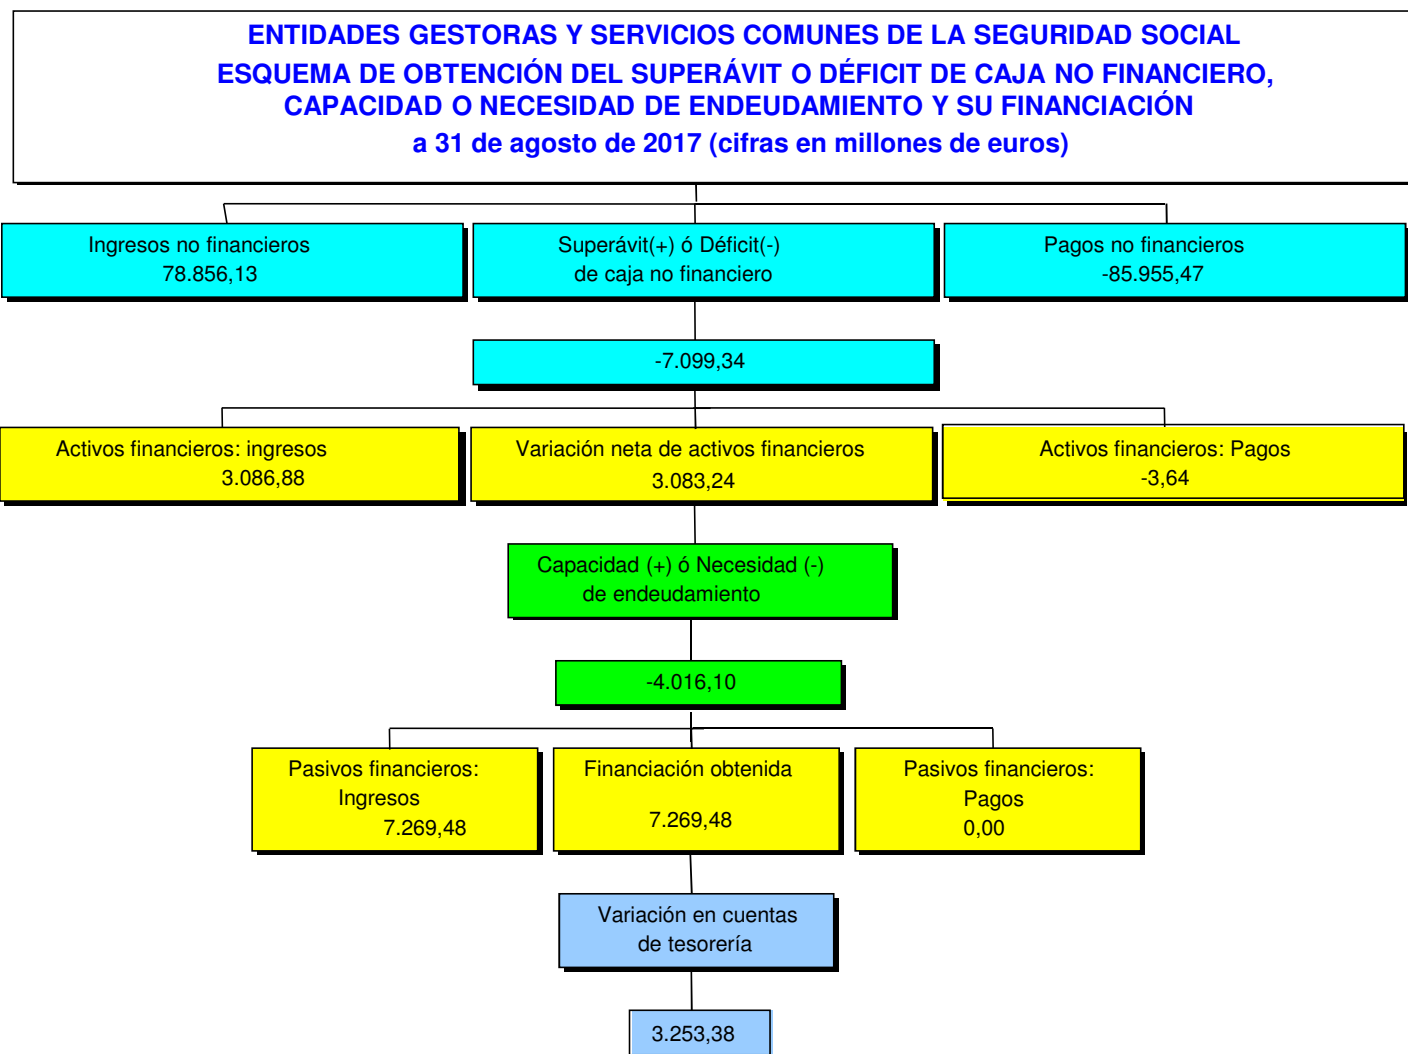 ENTIDADES GESTORAS Y SERVICIOS COMUNES DE LA SEGURIDAD SOCIAL
ESQUEMA DE OBTENCIÓN DEL SUPERÁVIT O DÉFICIT DE CAJA NO FINANCIERO,
CAPACIDAD O NECESIDAD DE ENDEUDAMIENTO Y SU FINANCIACIÓN
a 31 de agosto de 2017 (cifras en millones de euros)
Ingresos no financieros
78.856,13
Superávit(+) ó Déficit(-)
de caja no financiero
Pagos no financieros
-85.955,47
-7.099,34
Activos financieros: ingresos
3.086,88
Variación neta de activos financieros
3.083,24
Activos financieros: Pagos
-3,64
Capacidad (+) ó Necesidad (-)
de endeudamiento
-4.016,10
Pasivos financieros:
Ingresos
7.269,48
Financiación obtenida
7.269,48
Pasivos financieros:
Pagos
0,00
Variación en cuentas
de tesorería
3.253,38